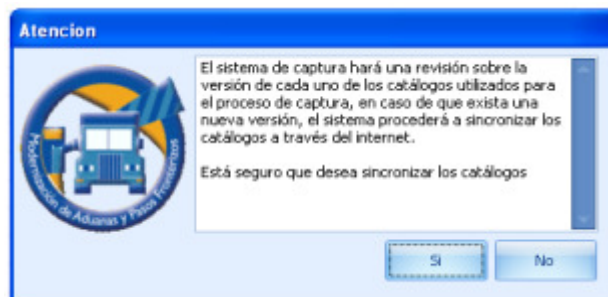 Atencion
El sistema de captura hará una revisión sobre la
versión de cada uno de los catálogos utilizados para
el proceso de captura, en caso de que exista una
nueva versión, el sistema procederá a sincronizar los
catálogos a través del internet.
Está seguro que desea sincronizar los catálogos
Modernización de Aduanas y Pasos Fronterizos
Si
No